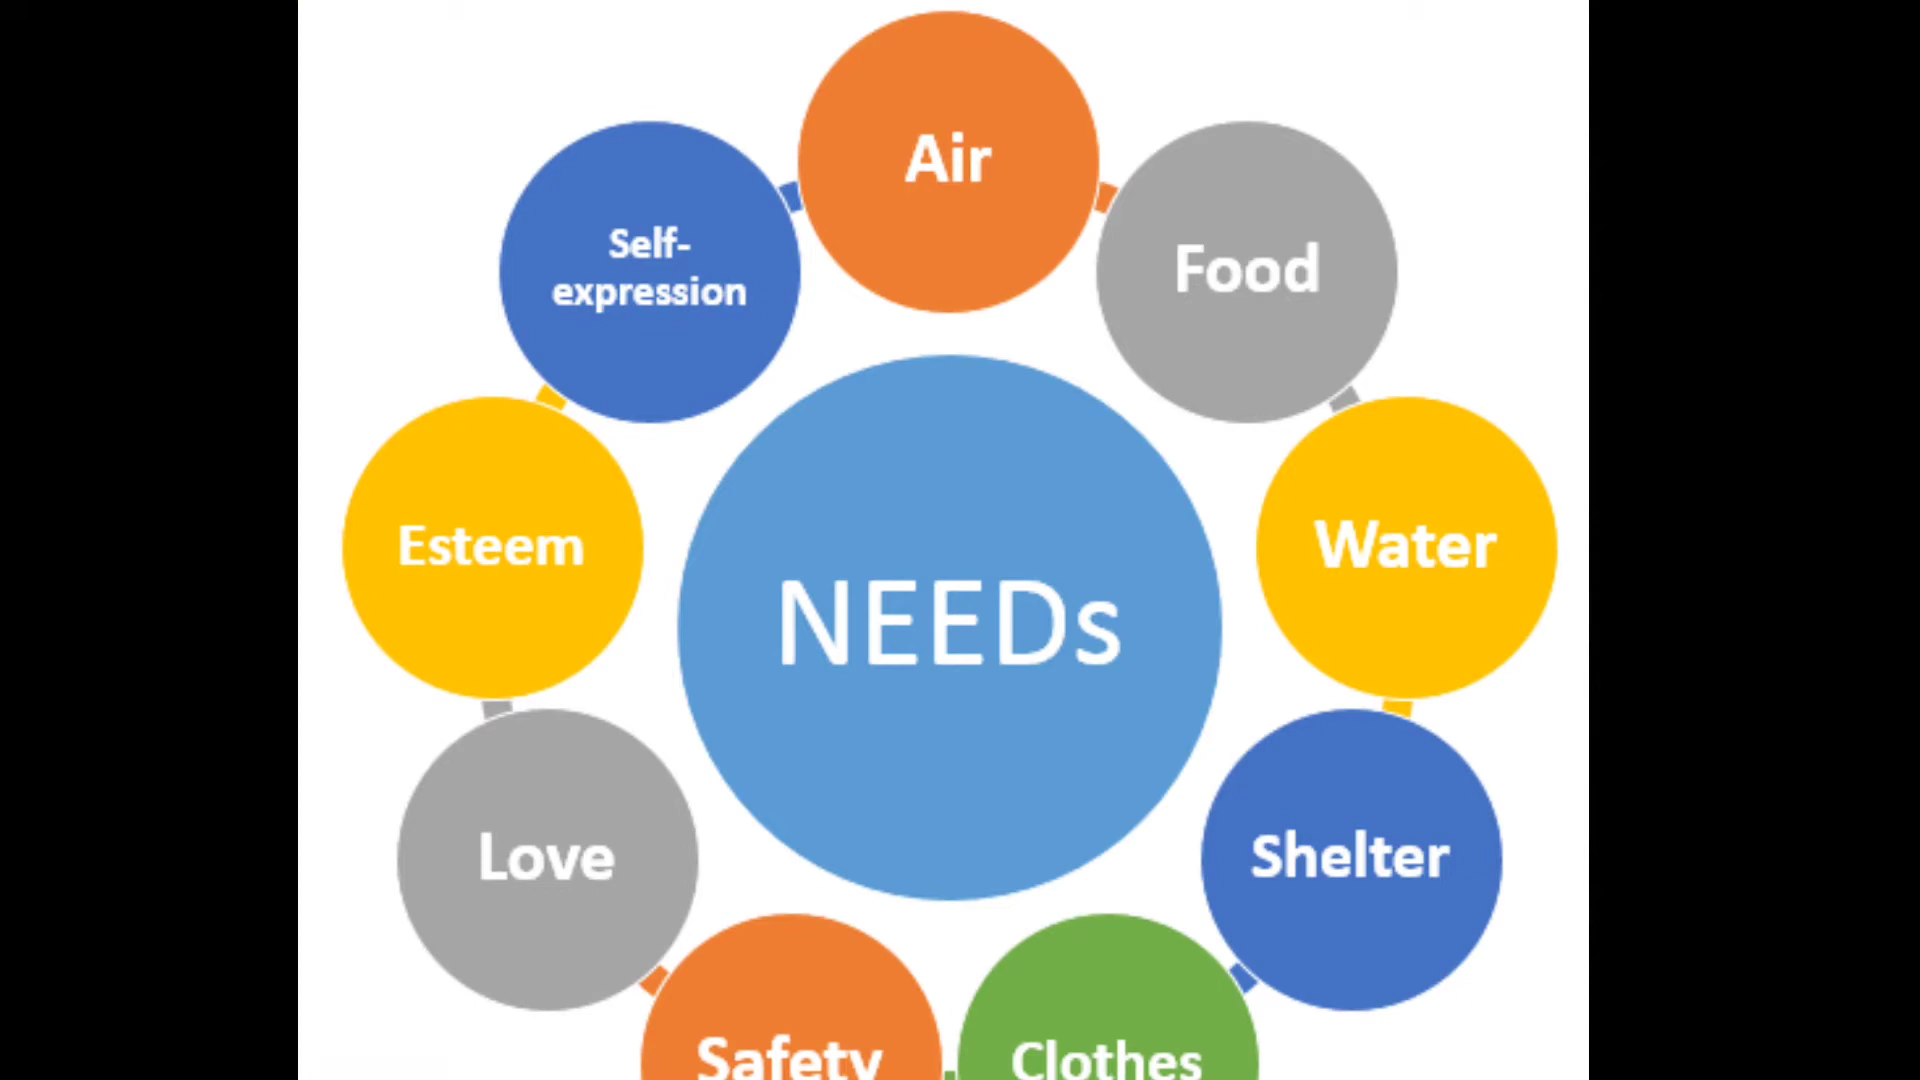 Air
Food
Water
Shelter
Clothes
Safety
Love
Esteem
Self-
expression
NEEDs